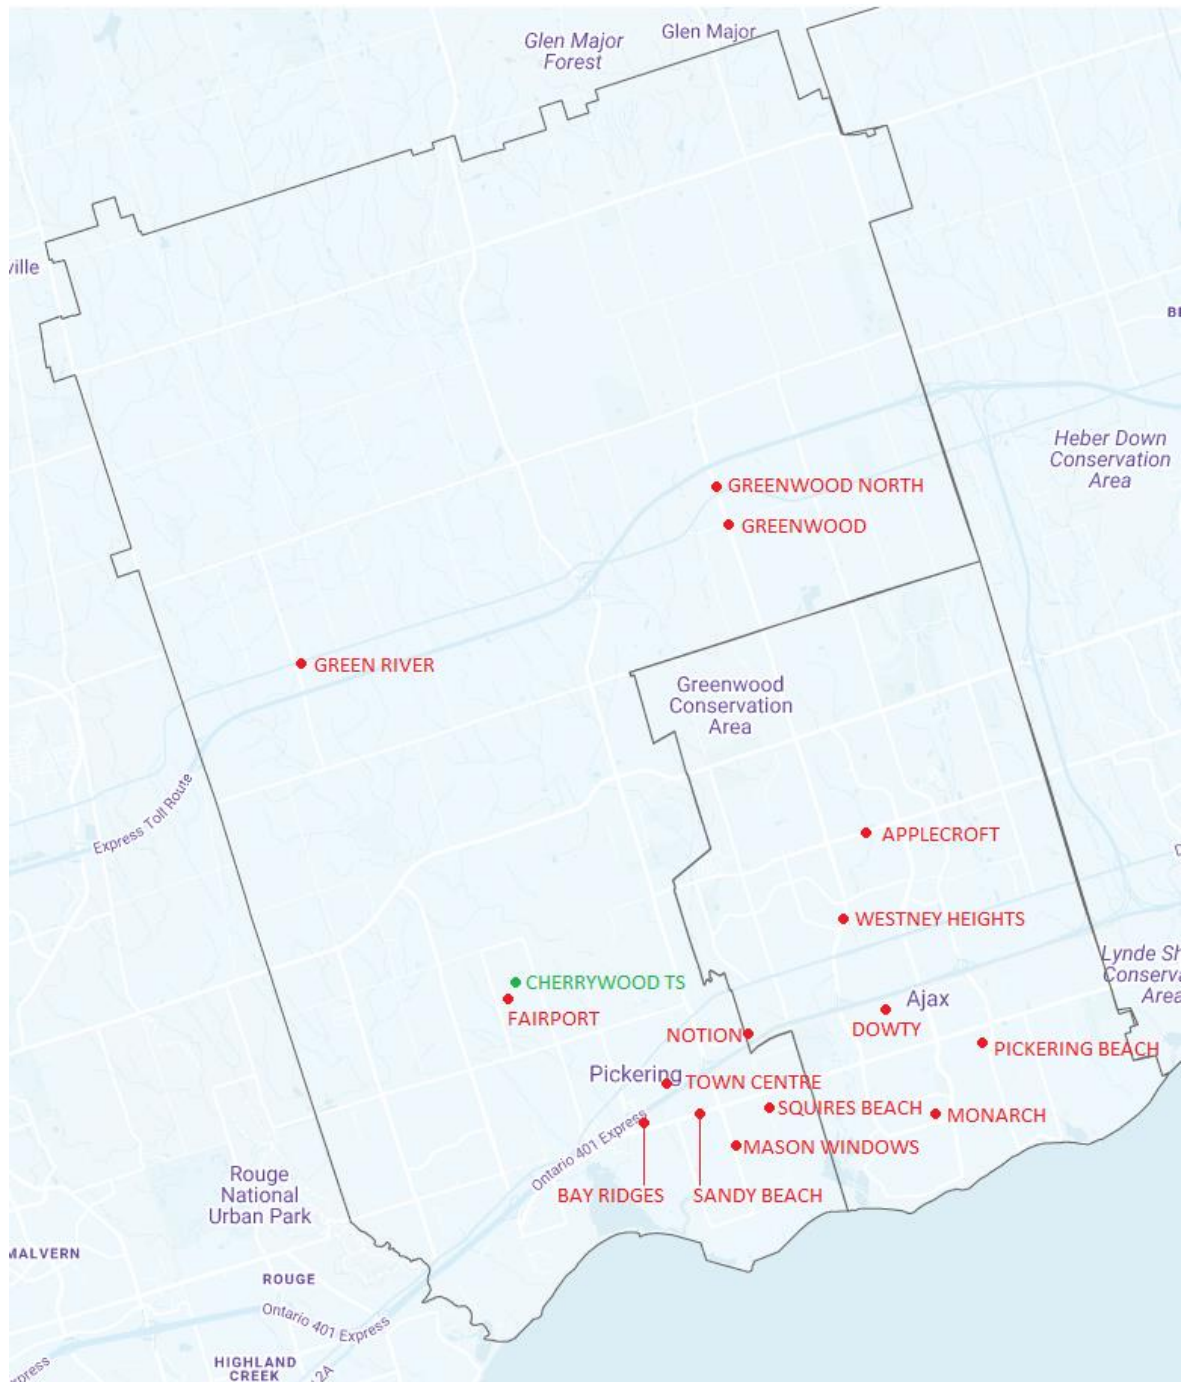 Glen Major
Forest
Glen Major
ville
BE
Heber Down
Conservation
Area
GREENWOOD NORTH
GREENWOOD
GREEN RIVER
Greenwood
Conservation
Area
Express Toll Route
APPLECROFT
WESTNEY HEIGHTS
Lynde Sh
Conserva
Area
CHERRYWOOD TS
FAIRPORT
Ajax
DOWTY
NOTION
PICKERING BEACH
Pickering
TOWN CENTRE
SQUIRES BEACH
MONARCH
Ontario 401 Express
MASON WINDOWS
BAY RIDGES
SANDY BEACH
Rouge
National
Urban Park
MALVERN
ROUGE
Ontario 401 Express
HIGHLAND
CREEK
2A
xpress